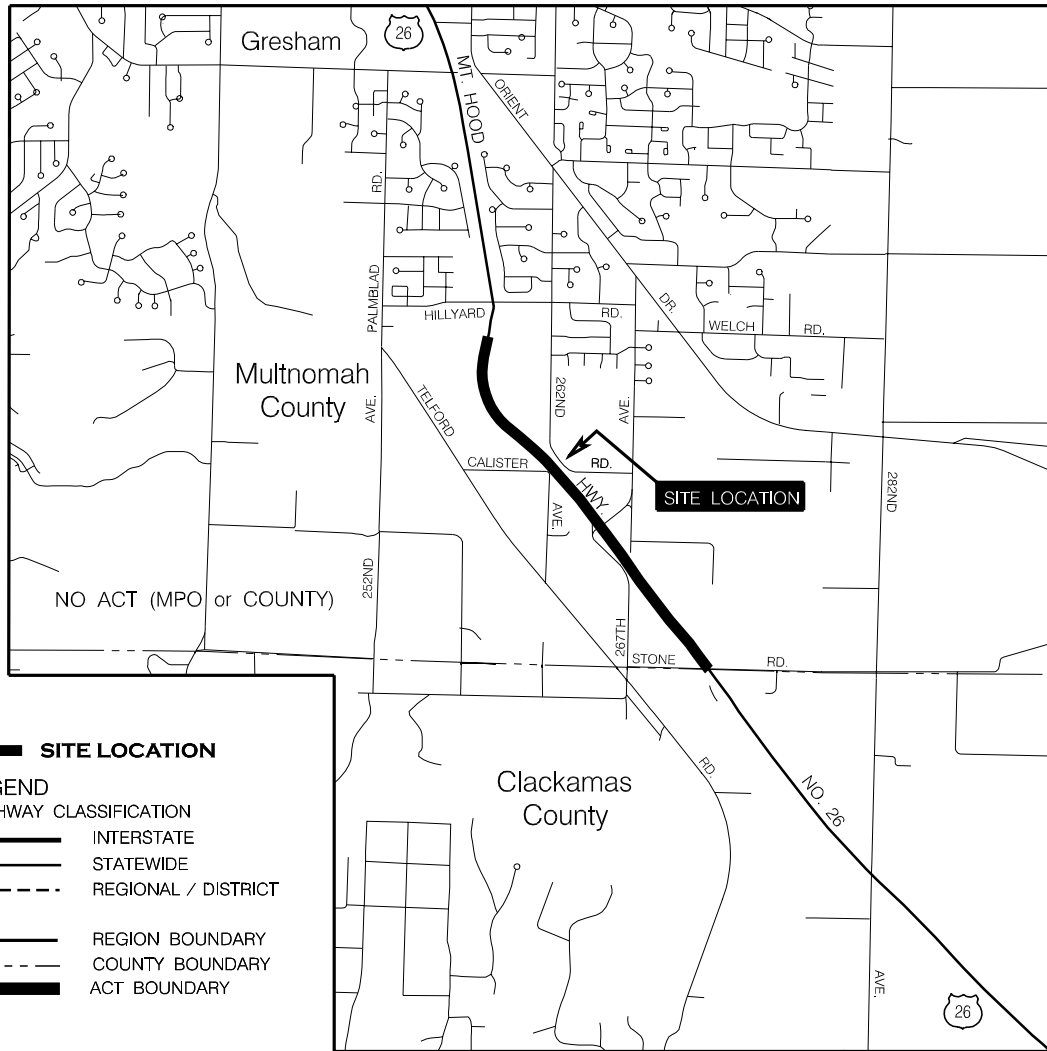 26
Gresham
MT. HOOD
ORIENT
RD.
PALMBLAD
HILLYARD RD.
DR.
WELCH RD.
Multnomah
County
AVE.
TELFORD
262ND
AVE.
CALISTER RD.
HWY.
SITE LOCATION
282ND
AVE.
252ND
NO ACT (MPO or COUNTY)
267TH
STONE RD.
SITE LOCATION
GEND
HWAY CLASSIFICATION
INTERSTATE
STATEWIDE
REGIONAL / DISTRICT
REGION BOUNDARY
COUNTY BOUNDARY
ACT BOUNDARY
Clackamas
County
RD.
NO. 26
AVE.
26